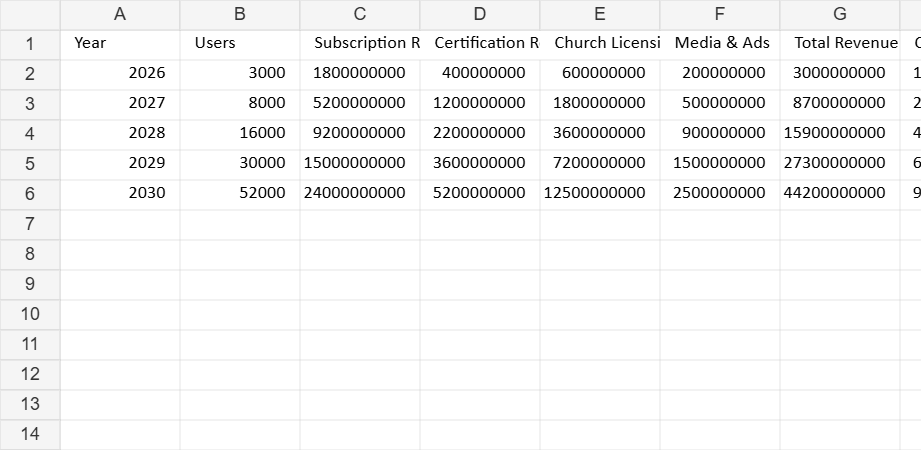 A B C D E F G
1 Year Users Subscription R Certification R Church Licensi Media & Ads Total Revenue C
2 2026 3000 1800000000 400000000 600000000 200000000 3000000000 1
3 2027 8000 5200000000 1200000000 1800000000 500000000 8700000000 2
4 2028 16000 9200000000 2200000000 3600000000 900000000 15900000000 4
5 2029 30000 15000000000 3600000000 7200000000 1500000000 27300000000 6
6 2030 52000 24000000000 5200000000 12500000000 2500000000 44200000000 9
7
8
9
10
11
12
13
14